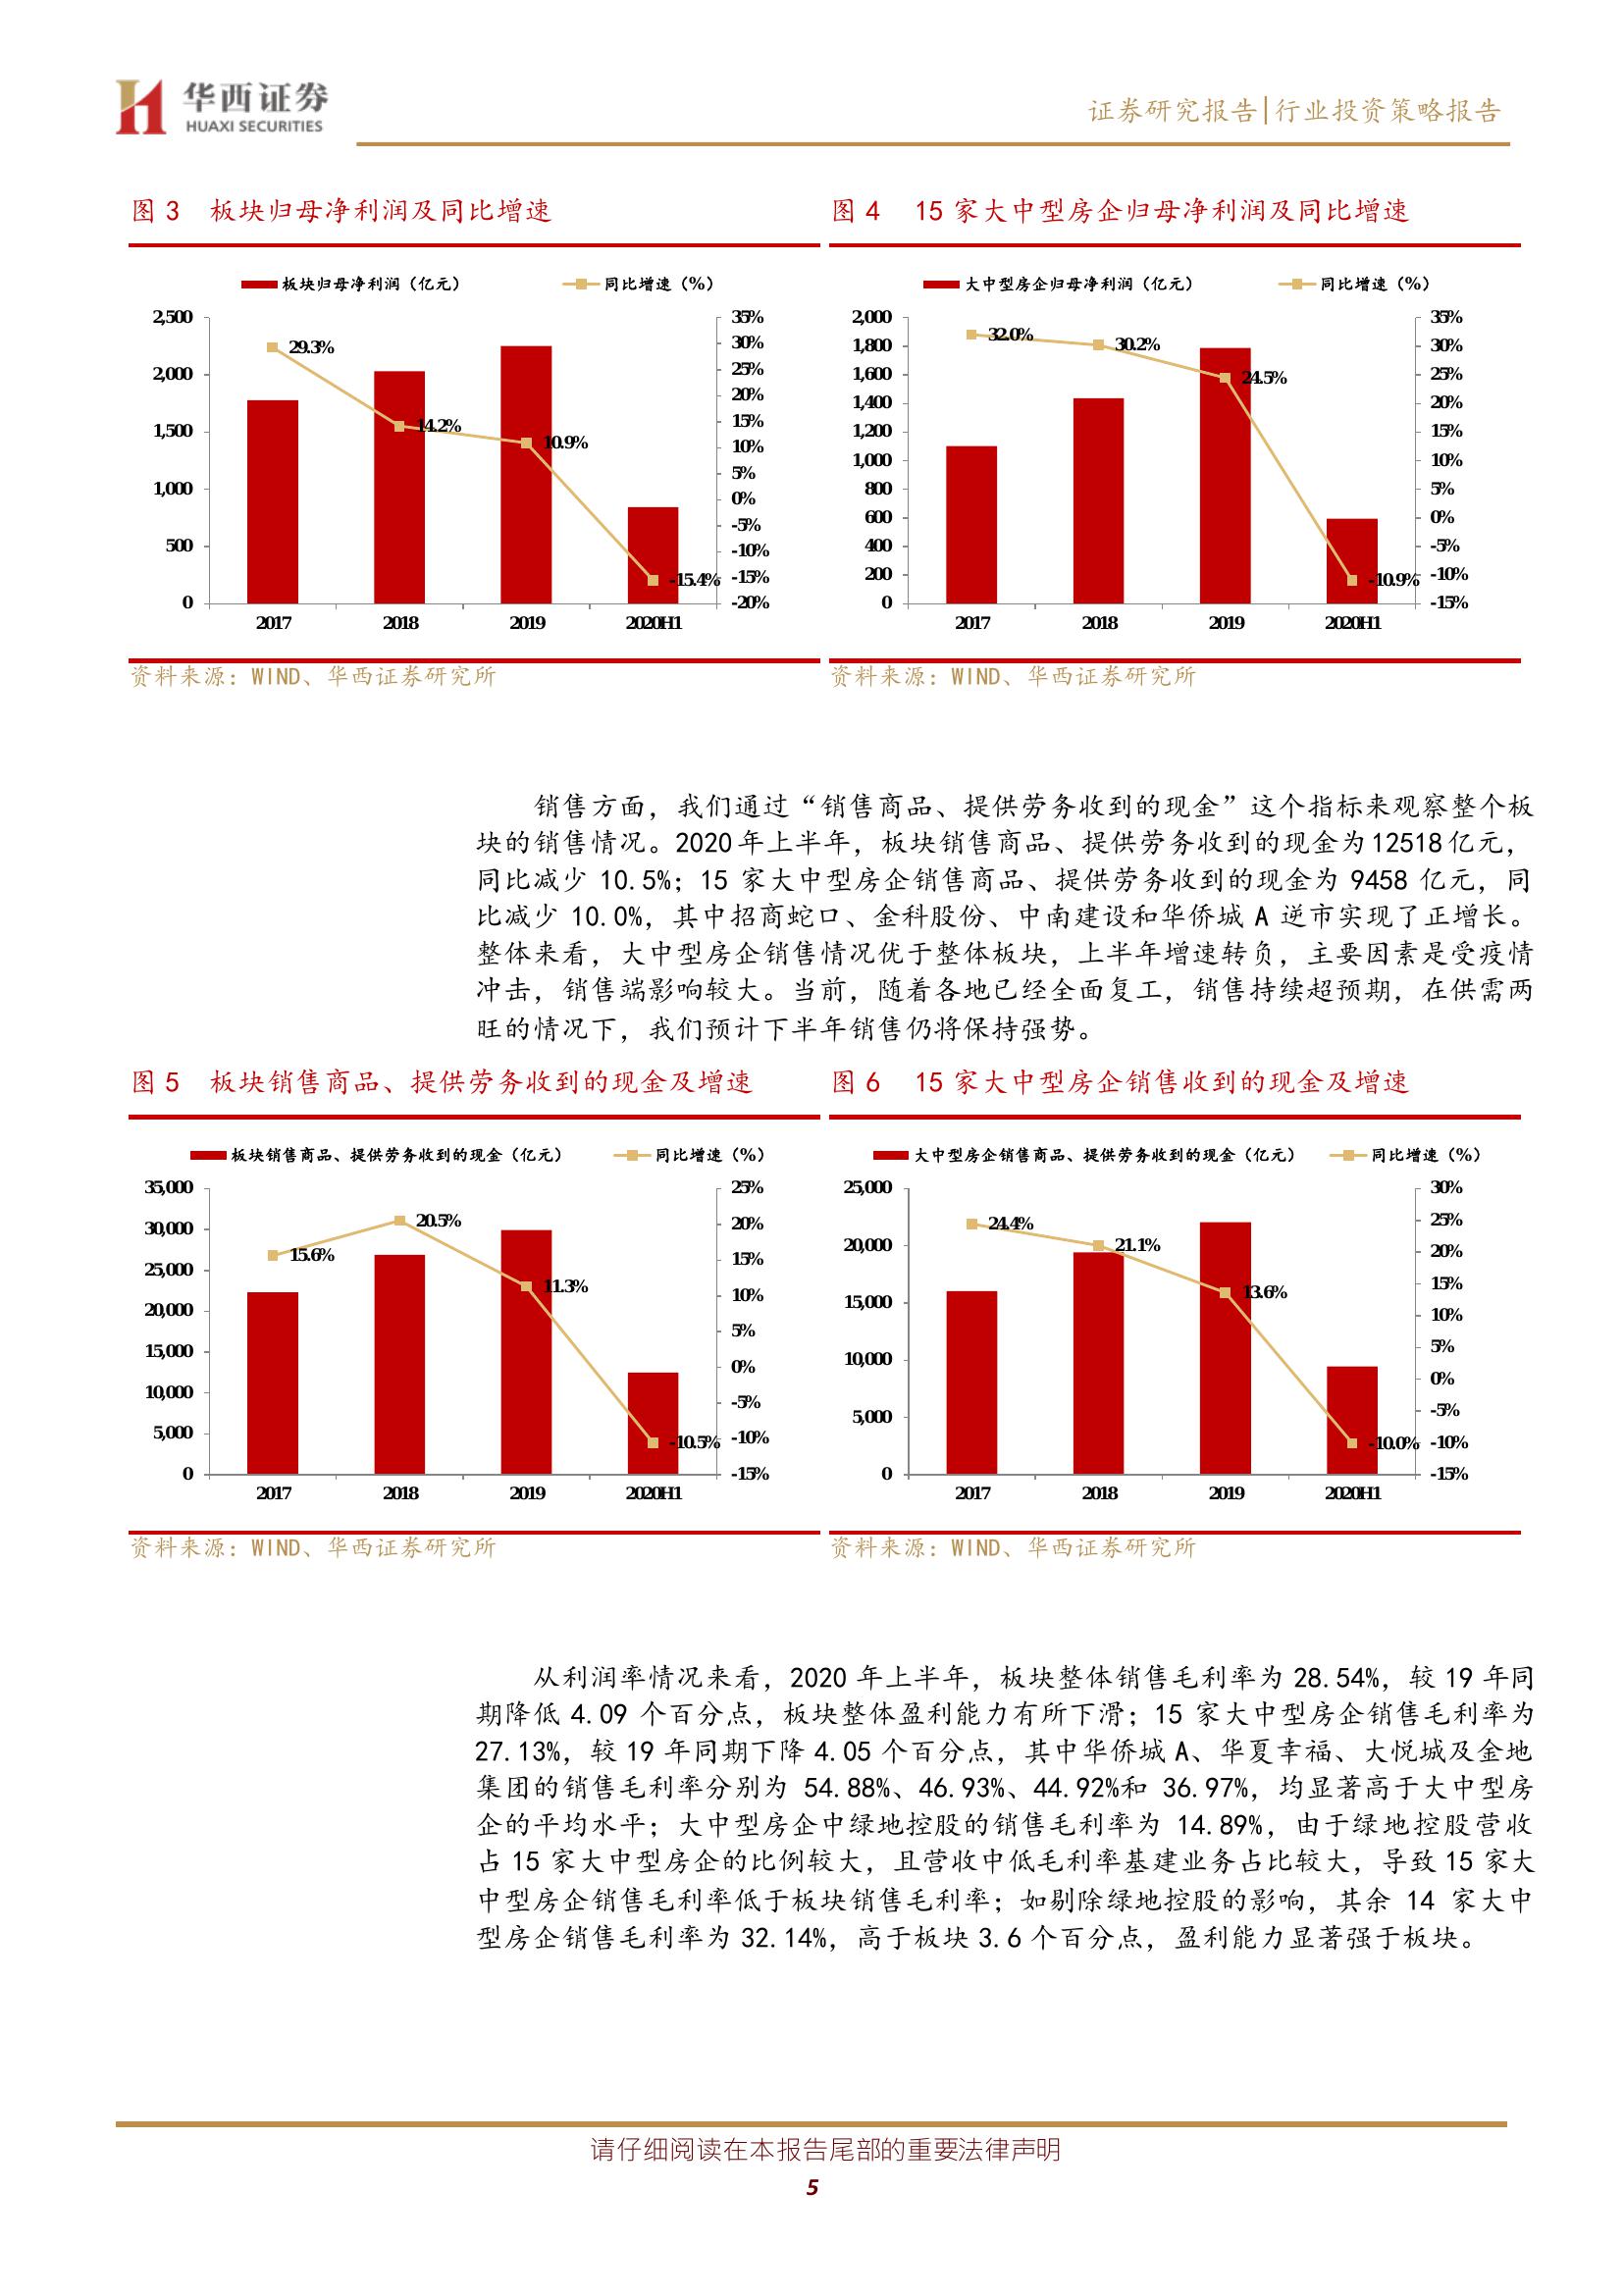 华西证券
HUAXI SECURITIES
证券研究报告|行业投资策略报告
图 3 板块归母净利润及同比增速
板块归母净利润（亿元） 同比增速（%）
2,500
2,000
1,500
1,000
500
0
35%
30%
25%
20%
15%
10%
5%
0%
-5%
-10%
-15%
-20%
29.3%
14.2%
10.9%
-15.4%
2017 2018 2019 2020H1
资料来源：WIND、华西证券研究所
图 4 15 家大中型房企归母净利润及同比增速
大中型房企归母净利润（亿元） 同比增速（%）
2,000
1,800
1,600
1,400
1,200
1,000
800
600
400
200
0
35%
30%
25%
20%
15%
10%
5%
0%
-5%
-10%
-15%
32.0%
30.2%
24.5%
-10.9%
2017 2018 2019 2020H1
资料来源：WIND、华西证券研究所
销售方面，我们通过“销售商品、提供劳务收到的现金”这个指标来观察整个板
块的销售情况。2020 年上半年，板块销售商品、提供劳务收到的现金为 12518 亿元，
同比减少 10.5%；15 家大中型房企销售商品、提供劳务收到的现金为 9458 亿元，同
比减少 10.0%，其中招商蛇口、金科股份、中南建设和华侨城 A 逆市实现了正增长。
整体来看，大中型房企销售情况优于整体板块，上半年增速转负，主要因素是受疫情
冲击，销售端影响较大。当前，随着各地已经全面复工，销售持续超预期，在供需两
旺的情况下，我们预计下半年销售仍将保持强势。
图 5 板块销售商品、提供劳务收到的现金及增速
板块销售商品、提供劳务收到的现金（亿元） 同比增速（%）
35,000
30,000
25,000
20,000
15,000
10,000
5,000
0
25%
20%
15%
10%
5%
0%
-5%
-10%
-15%
15.6%
20.5%
11.3%
-10.5%
2017 2018 2019 2020H1
资料来源：WIND、华西证券研究所
图 6 15 家大中型房企销售收到的现金及增速
大中型房企销售商品、提供劳务收到的现金（亿元） 同比增速（%）
25,000
20,000
15,000
10,000
5,000
0
30%
25%
20%
15%
10%
5%
0%
-5%
-10%
-15%
24.4%
21.1%
13.6%
-10.0%
2017 2018 2019 2020H1
资料来源：WIND、华西证券研究所
从利润率情况来看，2020 年上半年，板块整体销售毛利率为 28.54%，较 19 年同
期降低 4.09 个百分点，板块整体盈利能力有所下滑；15 家大中型房企销售毛利率为
27.13%，较 19 年同期下降 4.05 个百分点，其中华侨城 A、华夏幸福、大悦城及金地
集团的销售毛利率分别为 54.88%、46.93%、44.92%和 36.97%，均显著高于大中型房
企的平均水平；大中型房企中绿地控股的销售毛利率为 14.89%，由于绿地控股营收
占 15 家大中型房企的比例较大，且营收中低毛利率基建业务占比较大，导致 15 家大
中型房企销售毛利率低于板块销售毛利率；如剔除绿地控股的影响，其余 14 家大中
型房企销售毛利率为 32.14%，高于板块 3.6 个百分点，盈利能力显著强于板块。
请仔细阅读在本报告尾部的重要法律声明
5